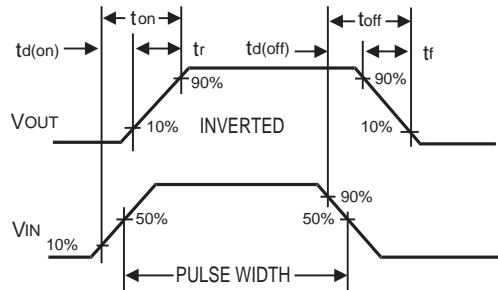 ton
toff
td(on)
tr
td(off)
tf
90%
90%
VOUT
10%
INVERTED
10%
90%
50%
50%
VIN
10%
PULSE WIDTH